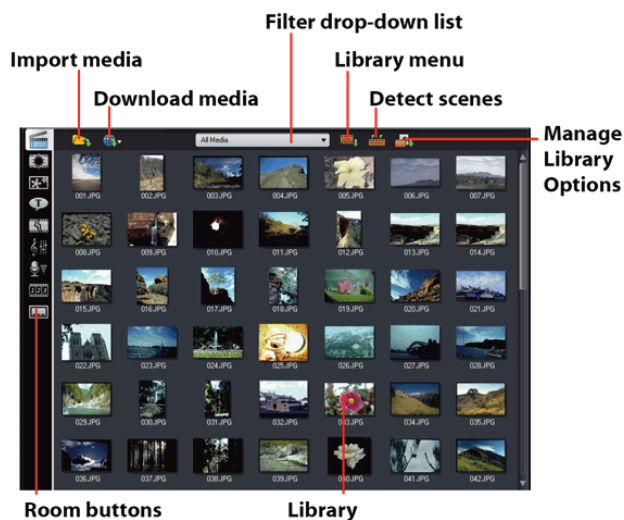 Filter drop-down list
Import media
Library menu
Download media
Detect scenes
Manage
Library
Options
All Media
001.JPG 002.JPG 003.JPG 004.JPG 005.JPG 006.JPG 007.JPG
008.JPG 009.JPG 010.JPG 011.JPG 012.JPG 013.JPG 014.JPG
015.JPG 016.JPG 017.JPG 018.JPG 019.JPG 020.JPG 021.JPG
022.JPG 023.JPG 024.JPG 025.JPG 026.JPG 027.JPG 028.JPG
029.JPG 030.JPG 031.JPG 032.JPG 033.JPG 034.JPG 035.JPG
036.JPG 037.JPG 038.JPG 039.JPG 040.JPG 041.JPG 042.JPG
T
Room buttons
Library